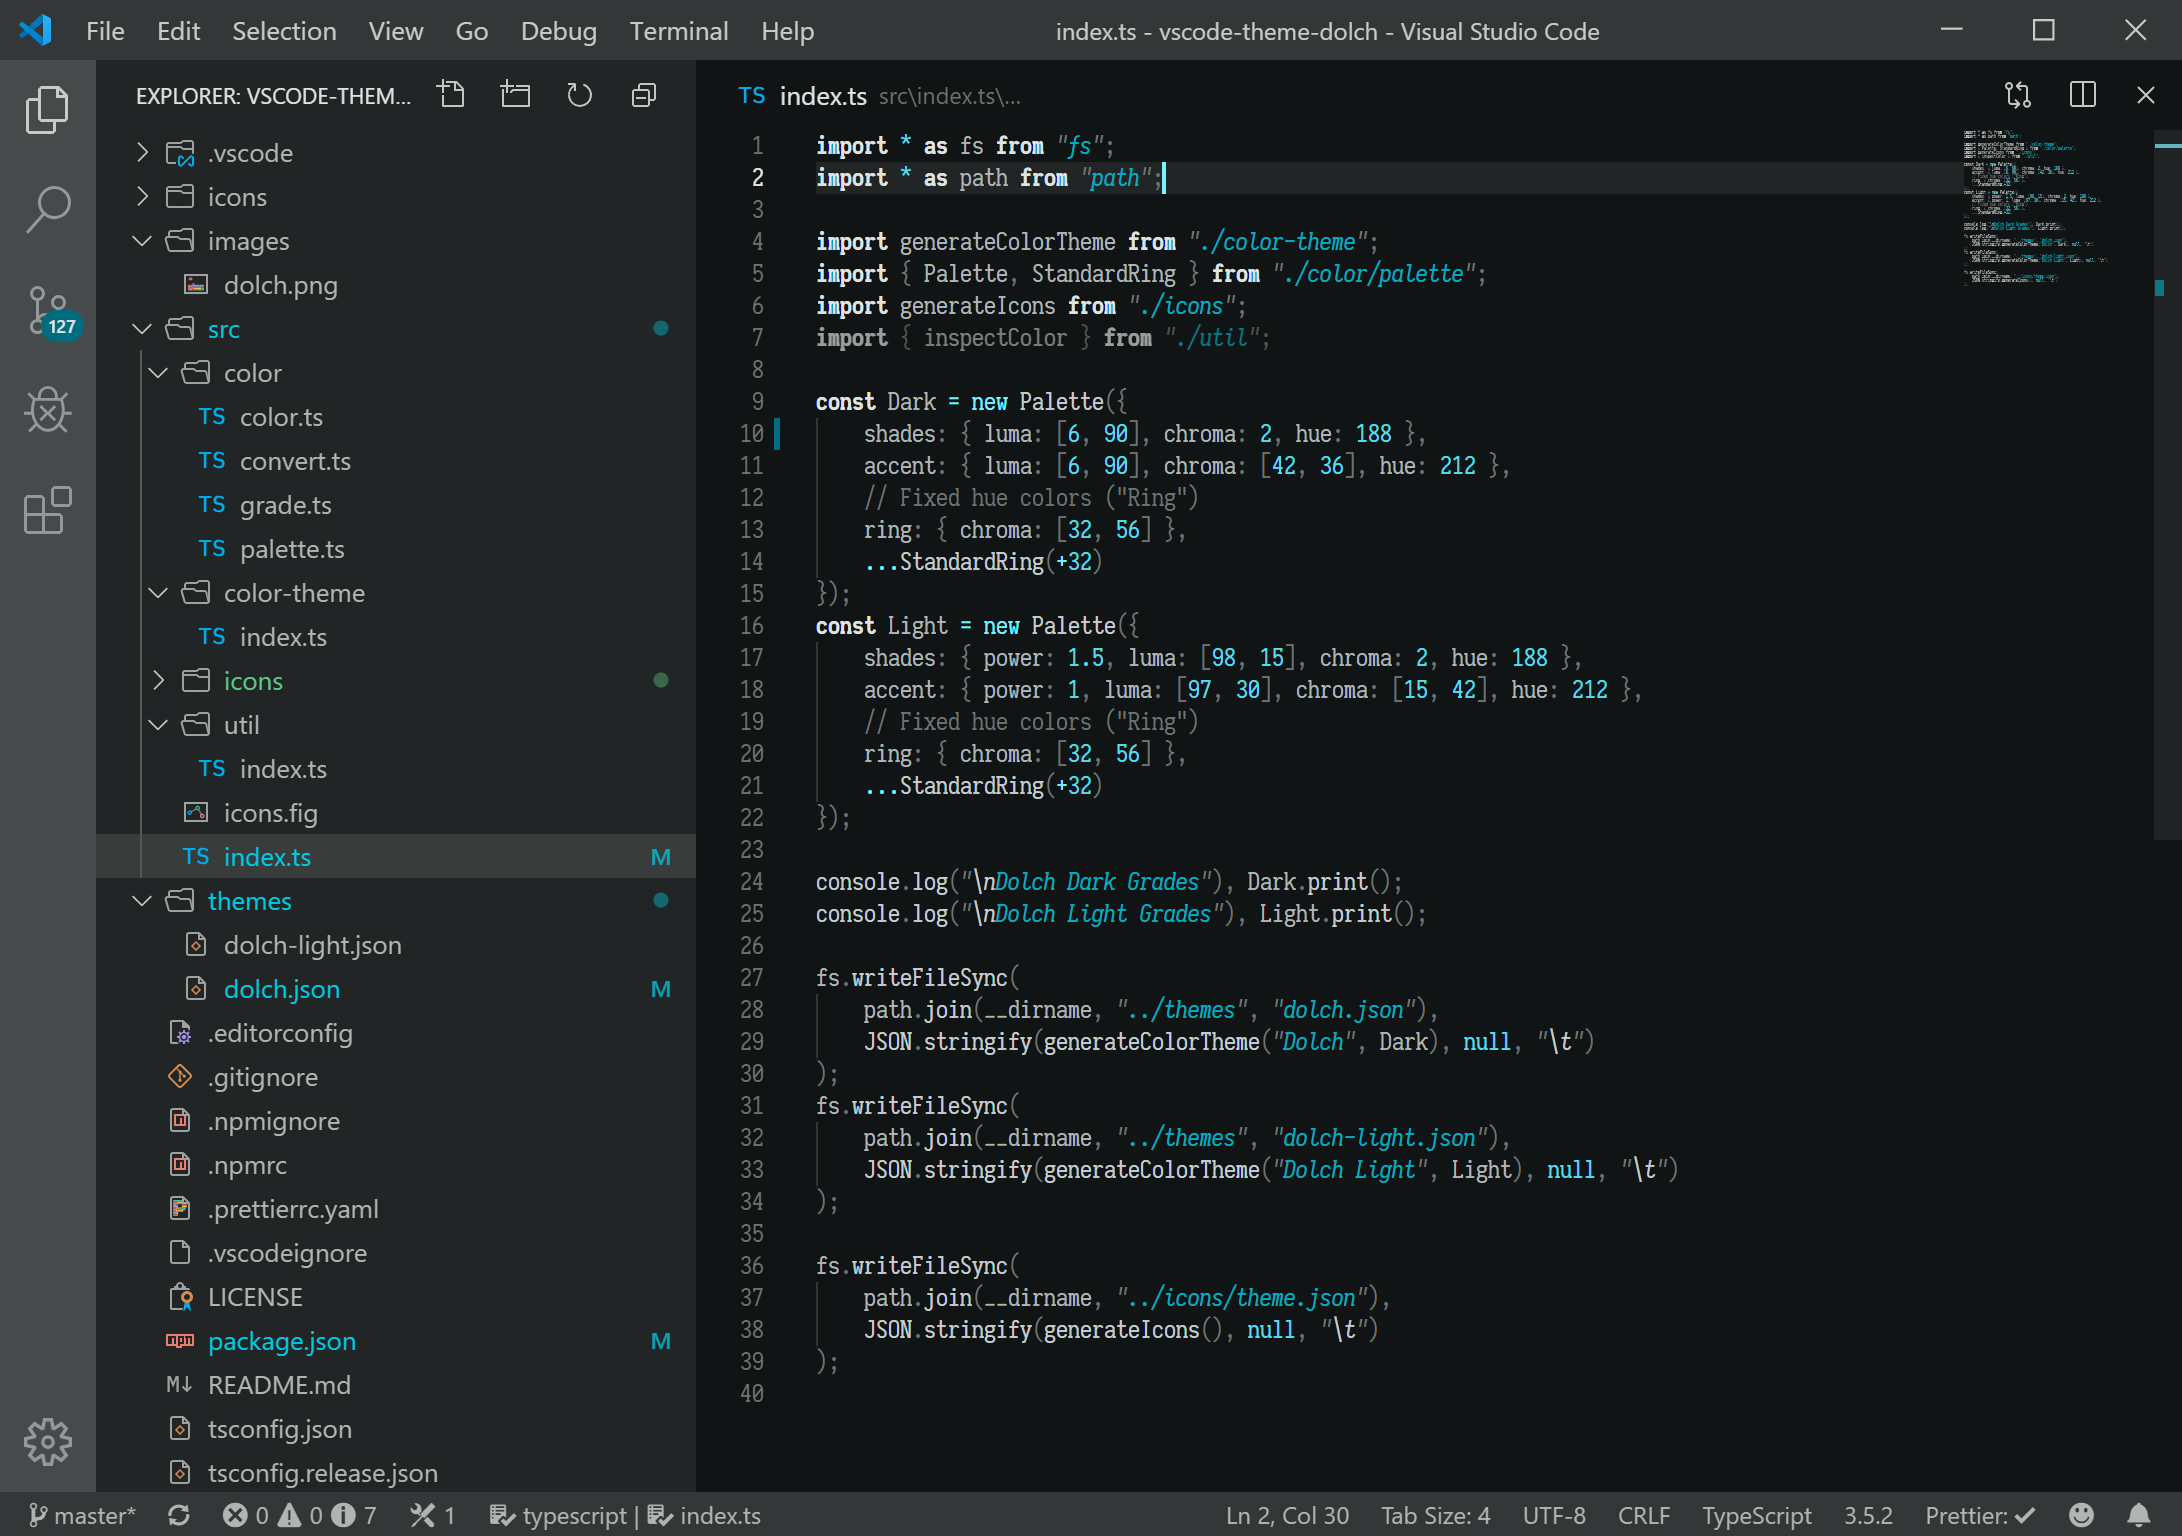 File Edit Selection View Go Debug Terminal Help
index.ts - vscode-theme-dolch - Visual Studio Code
EXPLORER: VSCODE-THEM...
.vscode
icons
images
dolch.png
127
src
color
TS color.ts
TS convert.ts
TS grade.ts
TS palette.ts
color-theme
TS index.ts
icons
util
TS index.ts
icons.fig
TS index.ts M
themes
dolch-light.json
dolch.json M
.editorconfig
.gitignore
.npmignore
.npmrc
.prettierrc.yaml
.vscodeignore
LICENSE
package.json M
M↓ README.md
tsconfig.json
tsconfig.release.json
TS index.ts src\index.ts\...
1 import * as fs from "fs";
2 import * as path from "path";
3
4 import generateColorTheme from "./color-theme";
5 import { Palette, StandardRing } from "./color/palette";
6 import generateIcons from "./icons";
7 import { inspectColor } from "./util";
8
9 const Dark = new Palette({
10 shades: { luma: [6, 90], chroma: 2, hue: 188 },
11 accent: { luma: [6, 90], chroma: [42, 36], hue: 212 },
12 // Fixed hue colors ("Ring")
13 ring: { chroma: [32, 56] },
14 ...StandardRing(+32)
15 });
16 const Light = new Palette({
17 shades: { power: 1.5, luma: [98, 15], chroma: 2, hue: 188 },
18 accent: { power: 1, luma: [97, 30], chroma: [15, 42], hue: 212 },
19 // Fixed hue colors ("Ring")
20 ring: { chroma: [32, 56] },
21 ...StandardRing(+32)
22 });
23
24 console.log("\nDolch Dark Grades"), Dark.print();
25 console.log("\nDolch Light Grades"), Light.print();
26
27 fs.writeFileSync(
28 path.join(__dirname, "../themes", "dolch.json"),
29 JSON.stringify(generateColorTheme("Dolch", Dark), null, "\t")
30 );
31 fs.writeFileSync(
32 path.join(__dirname, "../themes", "dolch-light.json"),
33 JSON.stringify(generateColorTheme("Dolch Light", Light), null, "\t")
34 );
35
36 fs.writeFileSync(
37 path.join(__dirname, "../icons/theme.json"),
38 JSON.stringify(generateIcons(), null, "\t")
39 );
40
master* 0 0 7 1 typescript | index.ts
Ln 2, Col 30 Tab Size: 4 UTF-8 CRLF TypeScript 3.5.2 Prettier: ✓